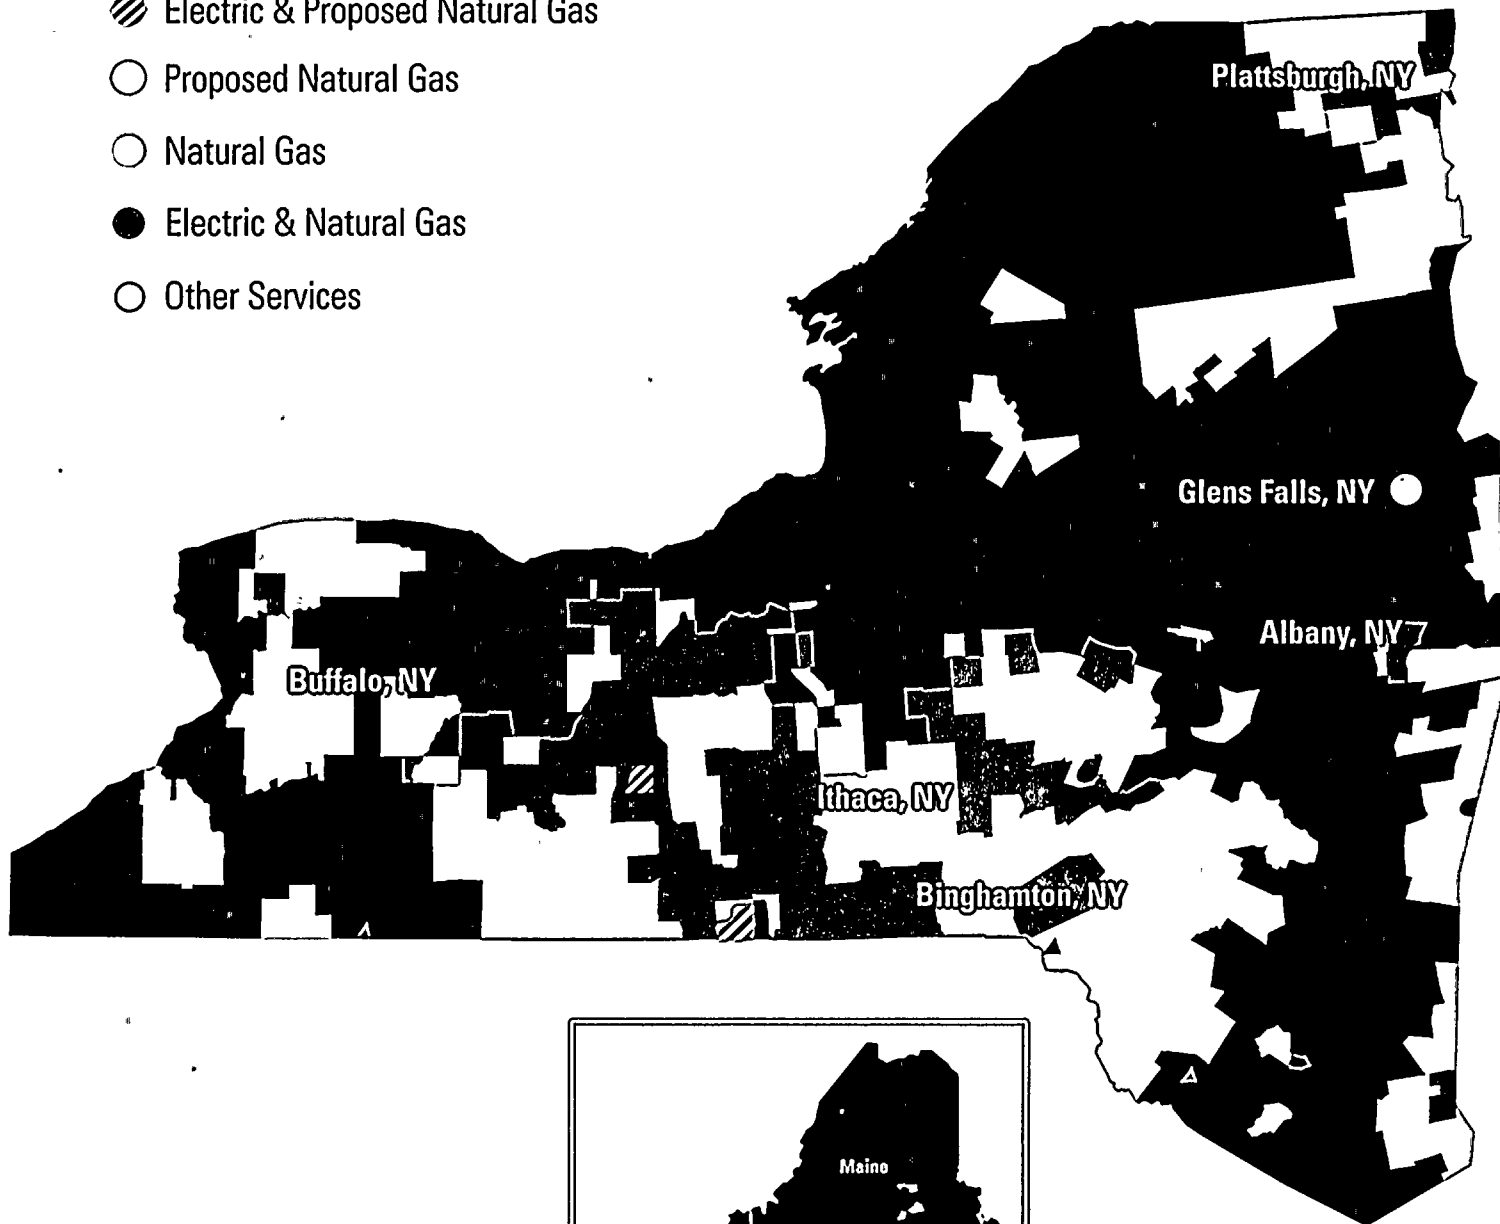 Electric & Proposed Natural Gas
Proposed Natural Gas
Natural Gas
Electric & Natural Gas
Other Services
Plattsburgh, NY
Glens Falls, NY
Albany, NY
Buffalo, NY
Ithaca, NY
Binghamton, NY
Maine